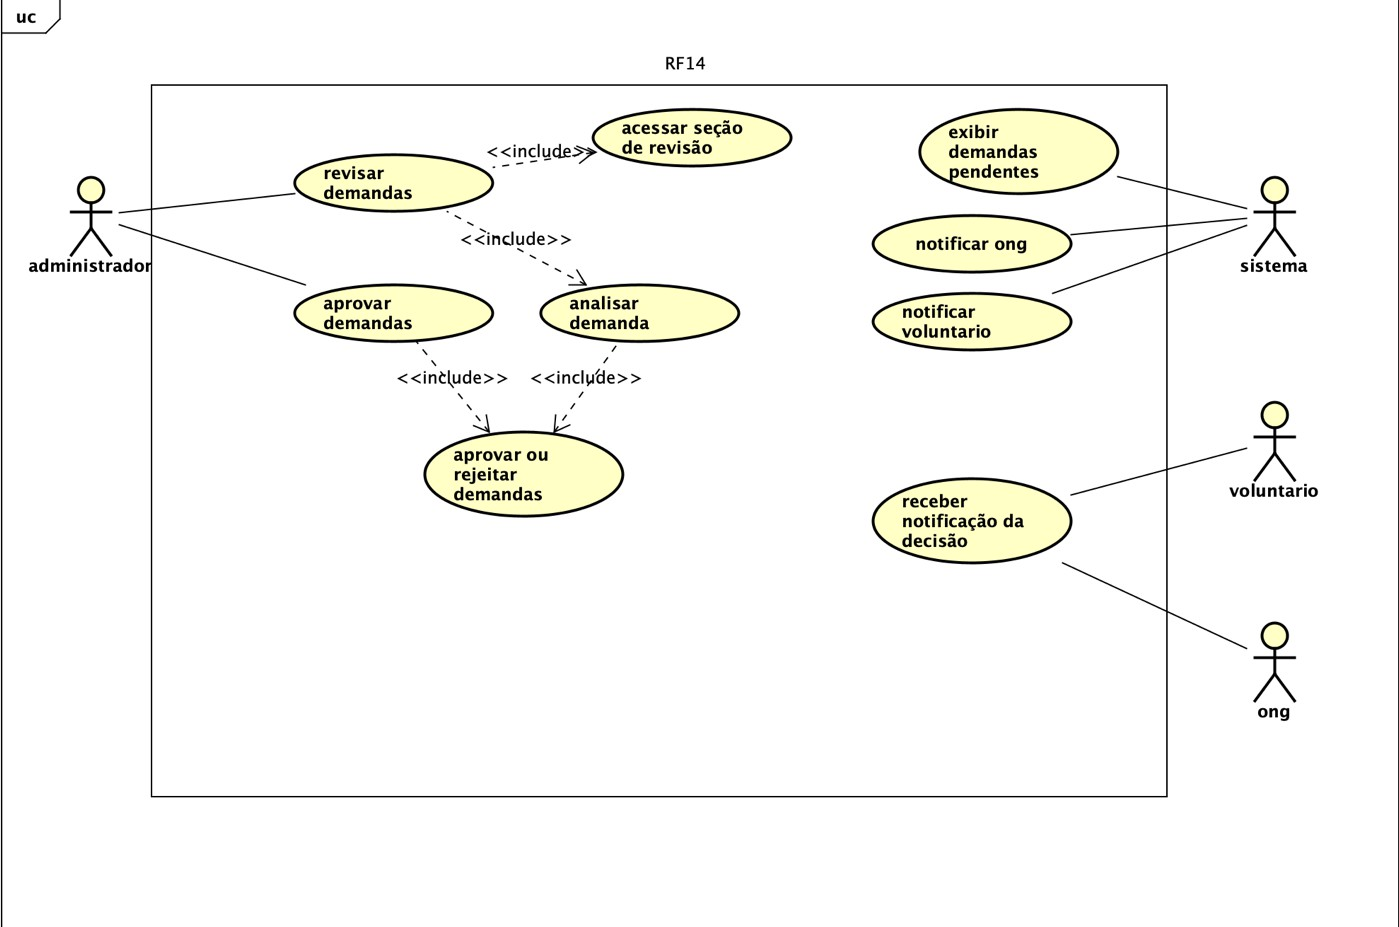 uc
RF14
acessar seção
de revisão
exibir
demandas
pendentes
<<include>>
revisar
demandas
administrador
<<include>>
notificar ong
sistema
aprovar
demandas
analisar
demanda
notificar
voluntario
<<include>>
<<include>>
aprovar ou
rejeitar
demandas
receber
notificação da
decisão
voluntario
ong